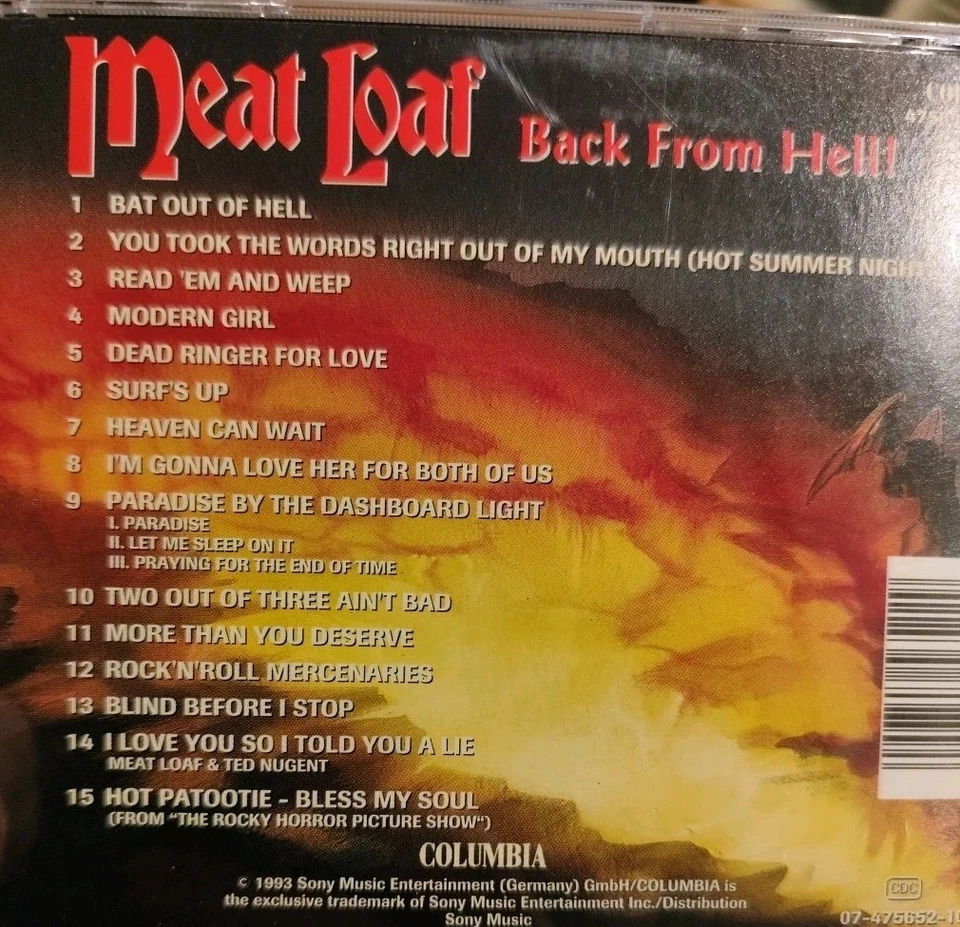 Meat Loaf Back From Hell!
1 BAT OUT OF HELL
2 YOU TOOK THE WORDS RIGHT OUT OF MY MOUTH (HOT SUMMER
3 READ 'EM AND WEEP
4 MODERN GIRL
5 DEAD RINGER FOR LOVE
6 SURF'S UP
7 HEAVEN CAN WAIT
8 I'M GONNA LOVE HER FOR BOTH OF US
9 PARADISE BY THE DASHBOARD LIGHT
I. PARADISE
II. LET ME SLEEP ON IT
III. PRAYING FOR THE END OF TIME
10 TWO OUT OF THREE AIN'T BAD
11 MORE THAN YOU DESERVE
12 ROCK'N'ROLL MERCENARIES
13 BLIND BEFORE I STOP
14 I LOVE YOU SO I TOLD YOU A LIE
MEAT LOAF & TED NUGENT
15 HOT PATOOTIE - BLESS MY SOUL
(FROM "THE ROCKY HORROR PICTURE SHOW")
COLUMBIA
© 1993 Sony Music Entertainment (Germany) GmbH/COLUMBIA is
the exclusive trademark of Sony Music Entertainment Inc./Distribution
Sony Music
CDC
07-475652-10